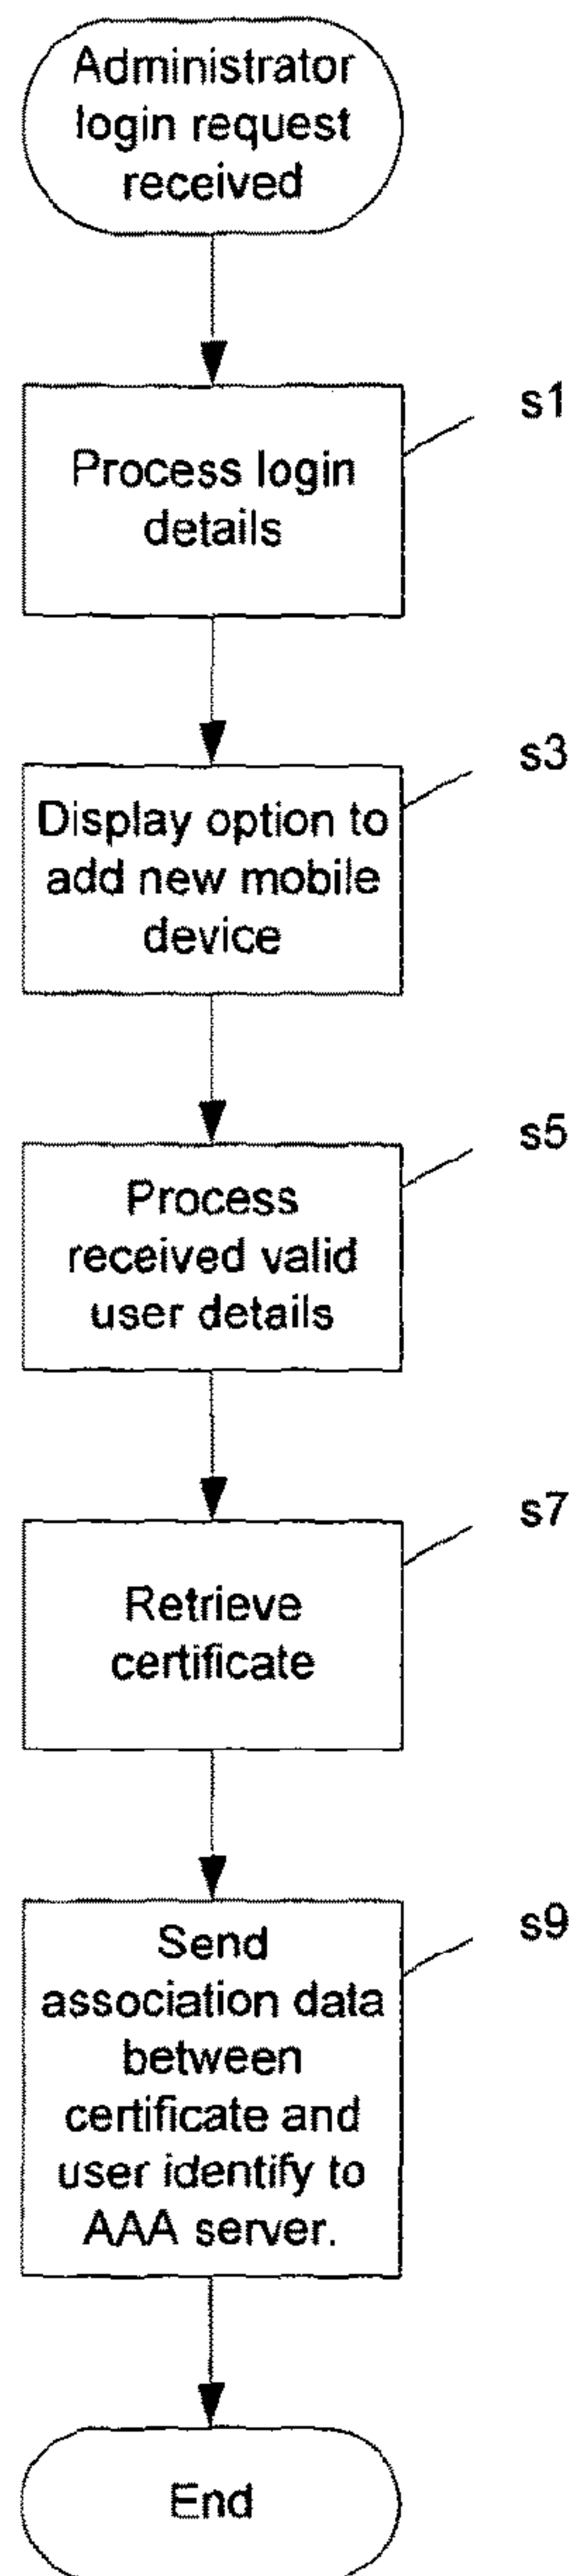 Administrator
login request
received
s1
Process login
details
s3
Display option to
add new mobile
device
s5
Process
received valid
user details
s7
Retrieve
certificate
s9
Send
association data
between
certificate and
user identify to
AAA server.
End